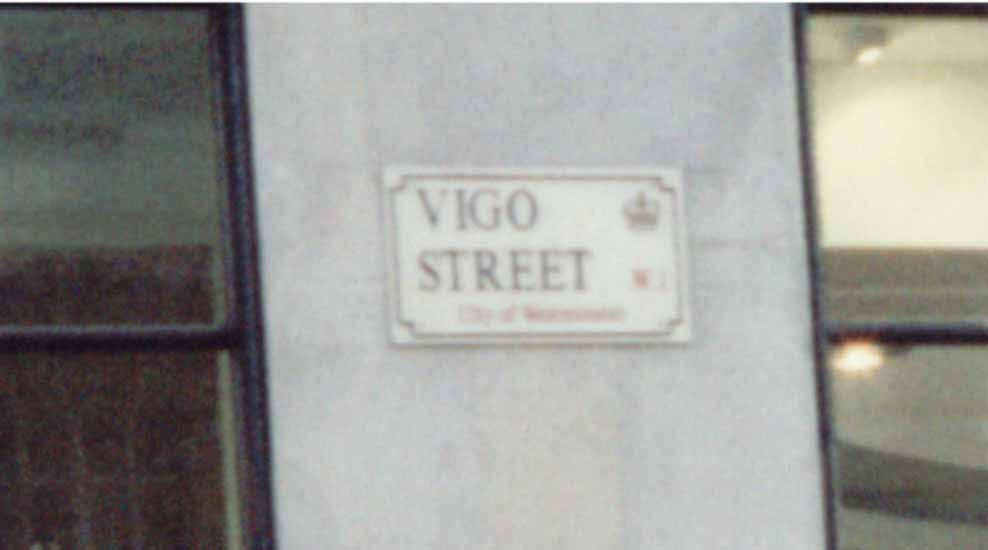 VIGO
STREET W.1
City of Westminster